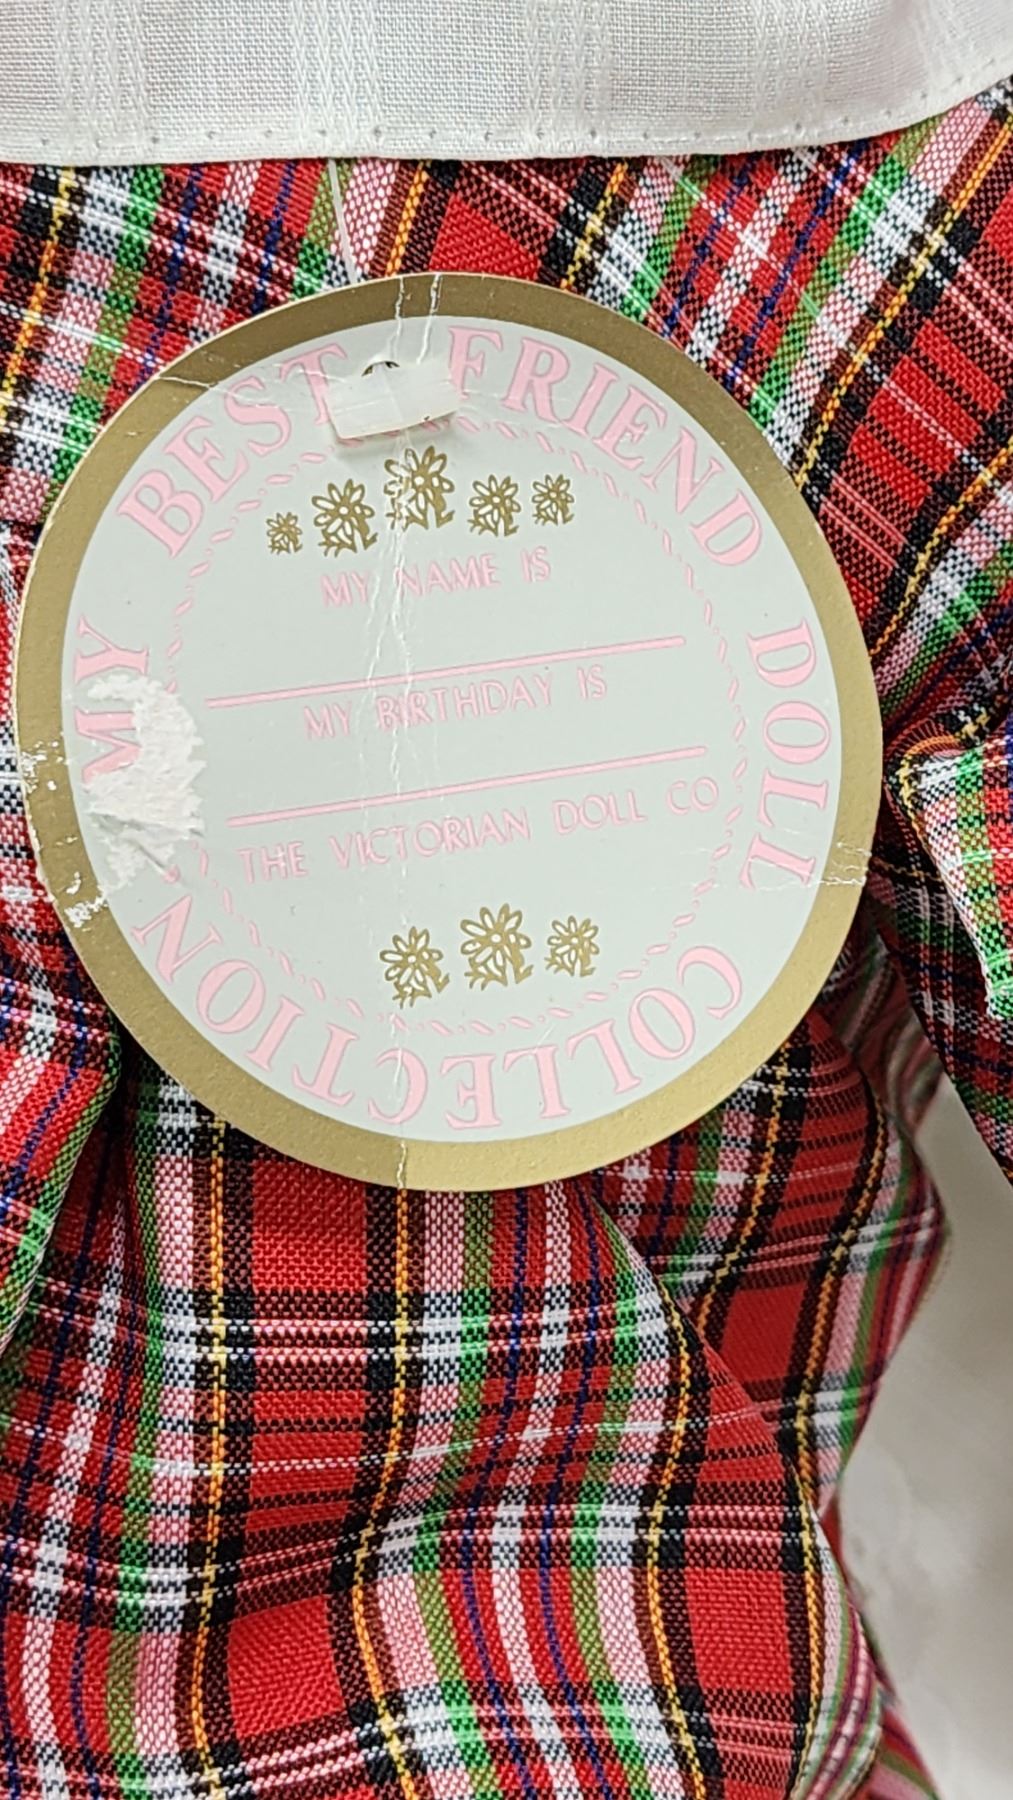 MY BEST FRIEND DOLL COLLECTION
MY NAME IS
MY BIRTHDAY IS
THE VICTORIAN DOLL CO